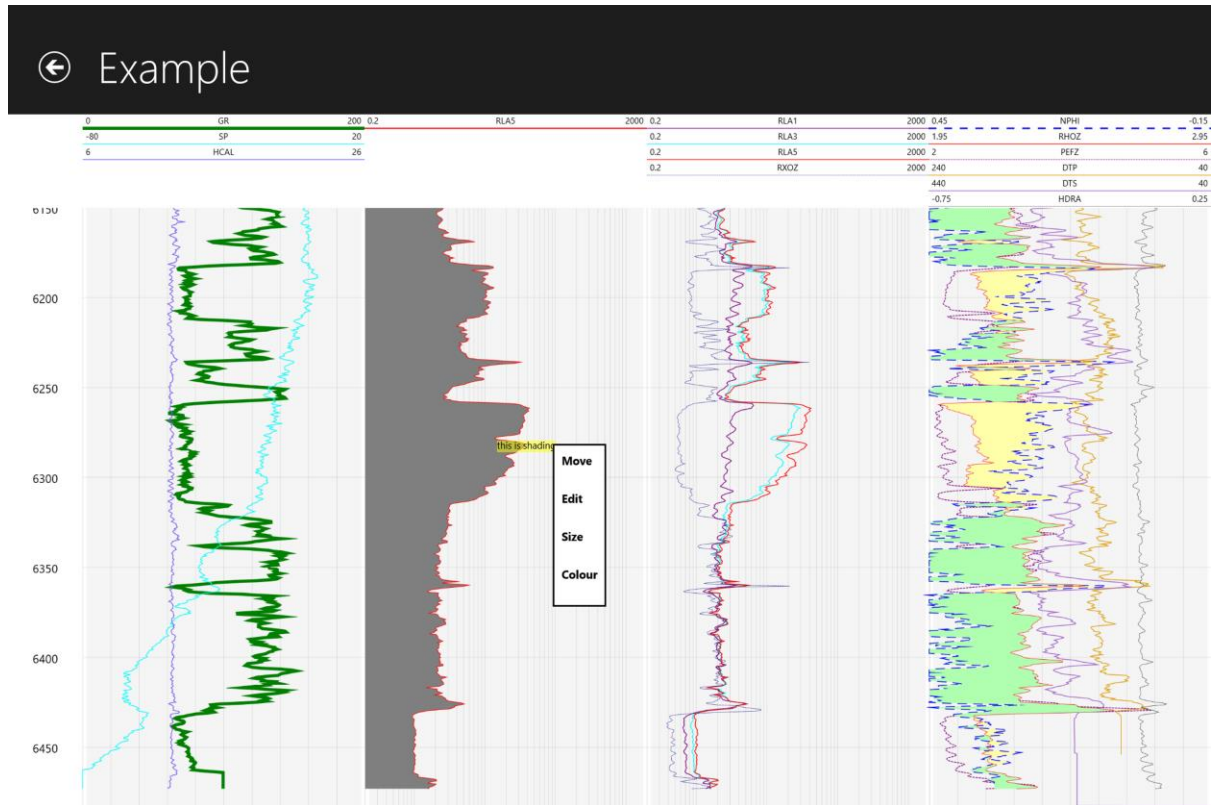 Example
0 GR 200
-80 SP 20
6 HCAL 26
0.2 RLA5 2000
0.2 RLA1 2000
0.2 RLA3 2000
0.2 RLA5 2000
0.2 RXOZ 2000
0.45 NPHI -0.15
1.95 RHOZ 2.95
2 PEFZ 6
240 DTP 40
440 DTS 40
-0.75 HDRA 0.25
6150
6200
6250
6300
6350
6400
6450
this is shading
Move
Edit
Size
Colour